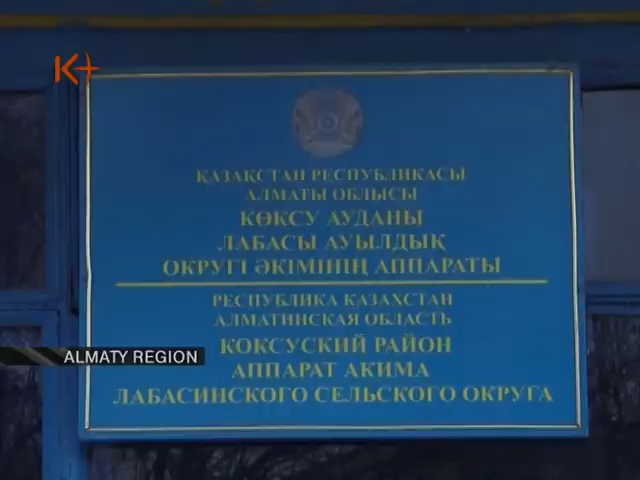 K+
ҚАЗАҚСТАН РЕСПУБЛИКАСЫ
АЛМАТЫ ОБЛЫСЫ
КӨКСУ АУДАНЫ
ЛАБАСЫ АУЫЛДЫҚ
ОКРУГІ ӘКІМІНІҢ АППАРАТЫ
РЕСПУБЛИКА КАЗАХСТАН
АЛМАТИНСКАЯ ОБЛАСТЬ
КОКСУСКИЙ РАЙОН
АППАРАТ АКИМА
ЛАБАСИНСКОГО СЕЛЬСКОГО ОКРУГА
ALMATY REGION